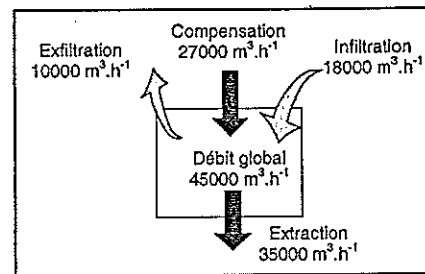 Compensation
27000 m³.h⁻¹
Exfiltration
10000 m³.h⁻¹
Infiltration
18000 m³.h⁻¹
Débit global
45000 m³.h⁻¹
Extraction
35000 m³.h⁻¹